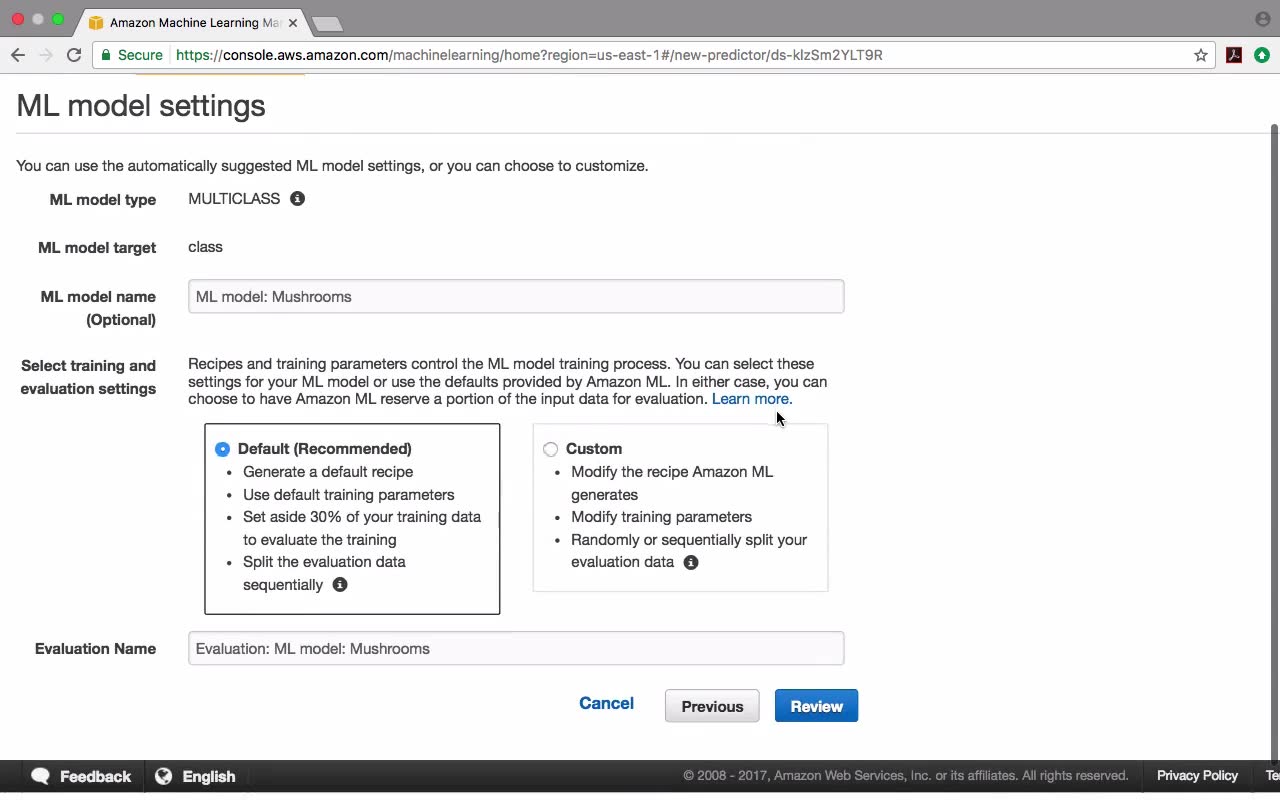 Amazon Machine Learning Ma
Secure https://console.aws.amazon.com/machinelearning/home?region=us-east-1#/new-predictor/ds-kIzSm2YLT9R
ML model settings
You can use the automatically suggested ML model settings, or you can choose to customize.
ML model type MULTICLASS
ML model target class
ML model name (Optional) ML model: Mushrooms
Select training and evaluation settings
Recipes and training parameters control the ML model training process. You can select these
settings for your ML model or use the defaults provided by Amazon ML. In either case, you can
choose to have Amazon ML reserve a portion of the input data for evaluation. Learn more.
Default (Recommended)
• Generate a default recipe
• Use default training parameters
• Set aside 30% of your training data
to evaluate the training
• Split the evaluation data
sequentially
Custom
• Modify the recipe Amazon ML
generates
• Modify training parameters
• Randomly or sequentially split your
evaluation data
Evaluation Name Evaluation: ML model: Mushrooms
Cancel Previous Review
Feedback English © 2008 - 2017, Amazon Web Services, Inc. or its affiliates. All rights reserved. Privacy Policy Te